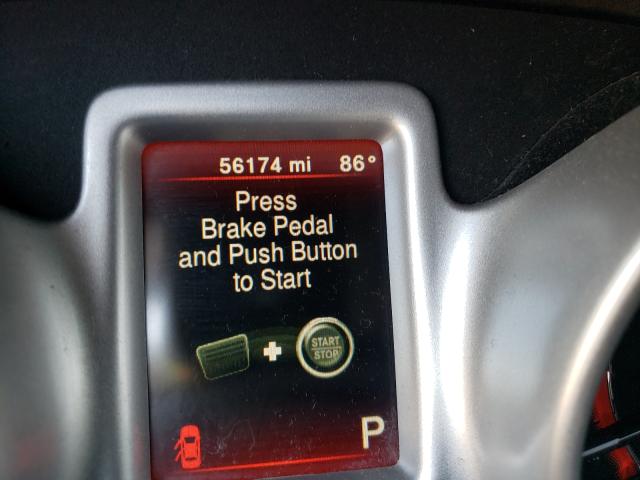 56174 mi 86°
Press
Brake Pedal
and Push Button
to Start
START
STOP
P